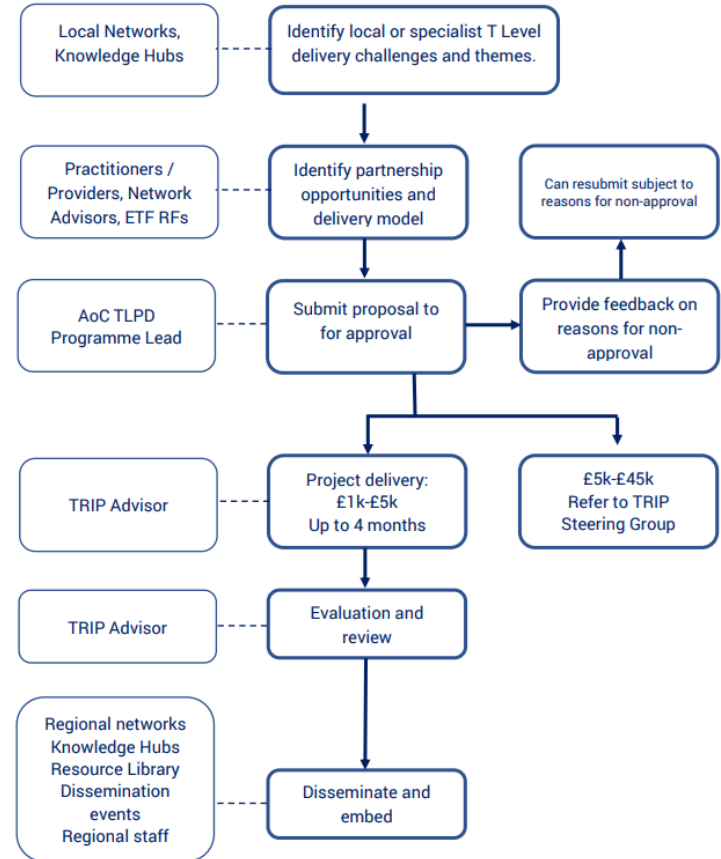 Local Networks,
Knowledge Hubs
Identify local or specialist T Level
delivery challenges and themes.
Practitioners /
Providers, Network
Advisors, ETF RFs
Identify partnership
opportunities and
delivery model
Can resubmit subject to
reasons for non-approval
AoC TLPD
Programme Lead
Submit proposal to
for approval
Provide feedback on
reasons for non-
approval
TRIP Advisor
Project delivery:
£1k-£5k
Up to 4 months
£5k-£45k
Refer to TRIP
Steering Group
TRIP Advisor
Evaluation and
review
Regional networks
Knowledge Hubs
Resource Library
Dissemination
events
Regional staff
Disseminate and
embed